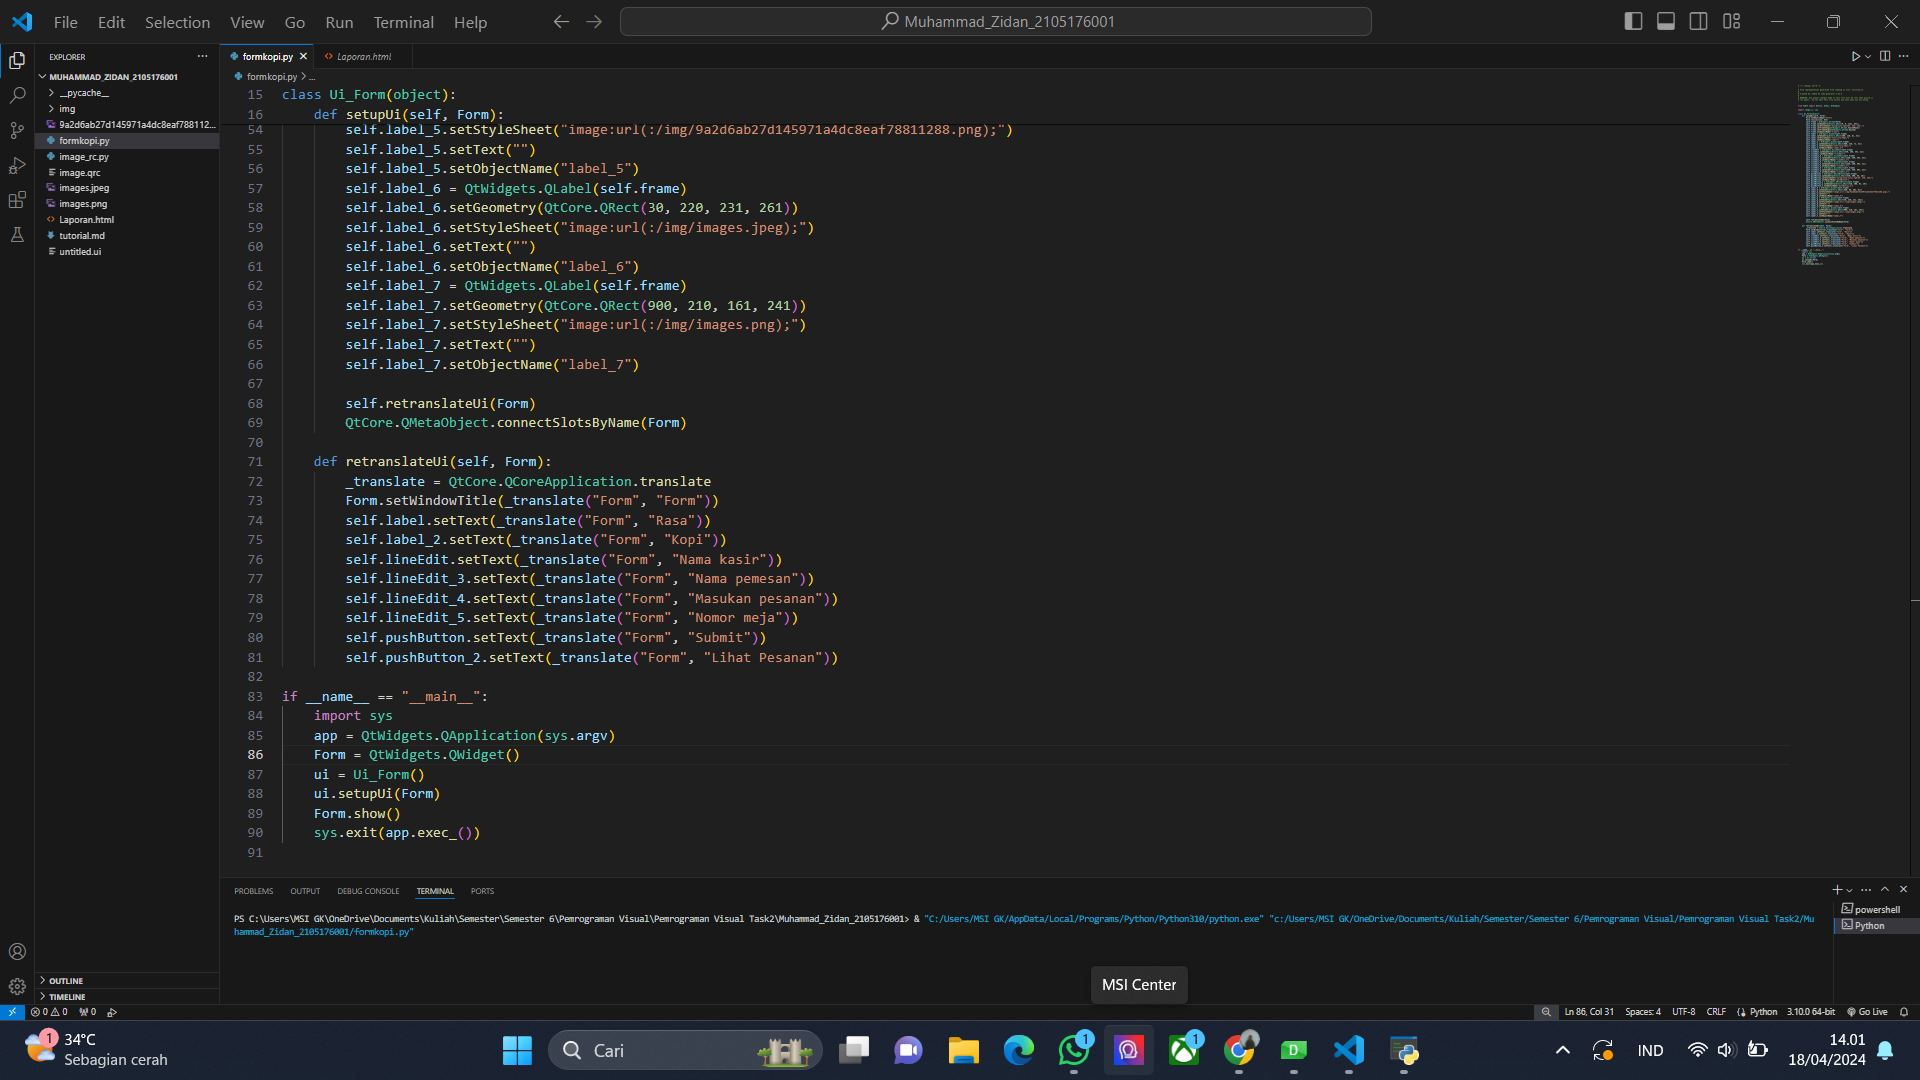 File Edit Selection View Go Run Terminal Help
Muhammad_Zidan_2105176001
EXPLORER
MUHAMMAD_ZIDAN_2105176001
__pycache__
img
9a2d6ab27d145971a4dc8eaf788112...
formkopi.py
image_rc.py
image.qrc
images.jpeg
images.png
Laporan.html
tutorial.md
untitled.ui
OUTLINE
TIMELINE
formkopi.py
Laporan.html
formkopi.py > ...
15 class Ui_Form(object):
16 def setupUi(self, Form):
54 self.label_5.setStyleSheet("image:url(:/img/9a2d6ab27d145971a4dc8eaf78811288.png);")
55 self.label_5.setText("")
56 self.label_5.setObjectName("label_5")
57 self.label_6 = QtWidgets.QLabel(self.frame)
58 self.label_6.setGeometry(QtCore.QRect(30, 220, 231, 261))
59 self.label_6.setStyleSheet("image:url(:/img/images.jpeg);")
60 self.label_6.setText("")
61 self.label_6.setObjectName("label_6")
62 self.label_7 = QtWidgets.QLabel(self.frame)
63 self.label_7.setGeometry(QtCore.QRect(900, 210, 161, 241))
64 self.label_7.setStyleSheet("image:url(:/img/images.png);")
65 self.label_7.setText("")
66 self.label_7.setObjectName("label_7")
67
68 self.retranslateUi(Form)
69 QtCore.QMetaObject.connectSlotsByName(Form)
70
71 def retranslateUi(self, Form):
72 _translate = QtCore.QCoreApplication.translate
73 Form.setWindowTitle(_translate("Form", "Form"))
74 self.label.setText(_translate("Form", "Rasa"))
75 self.label_2.setText(_translate("Form", "Kopi"))
76 self.lineEdit.setText(_translate("Form", "Nama kasir"))
77 self.lineEdit_3.setText(_translate("Form", "Nama pemesan"))
78 self.lineEdit_4.setText(_translate("Form", "Masukan pesanan"))
79 self.lineEdit_5.setText(_translate("Form", "Nomor meja"))
80 self.pushButton.setText(_translate("Form", "Submit"))
81 self.pushButton_2.setText(_translate("Form", "Lihat Pesanan"))
82
83 if __name__ == "__main__":
84 import sys
85 app = QtWidgets.QApplication(sys.argv)
86 Form = QtWidgets.QWidget()
87 ui = Ui_Form()
88 ui.setupUi(Form)
89 Form.show()
90 sys.exit(app.exec_())
91
PROBLEMS OUTPUT DEBUG CONSOLE TERMINAL PORTS
PS C:\Users\MSI GK\OneDrive\Documents\Kuliah\Semester\Semester 6\Pemrograman Visual\Pemrograman Visual Task2\Muhammad_Zidan_2105176001> & "C:/Users/MSI GK/AppData/Local/Programs/Python/Python310/python.exe" "c:/Users/MSI GK/OneDrive/Documents/Kuliah/Semester/Semester 6/Pemrograman Visual/Pemrograman Visual Task2/Mu
hammad_Zidan_2105176001/formkopi.py"
powershell
Python
MSI Center
0 0 0
Ln 86, Col 31 Spaces: 4 UTF-8 CRLF Python 3.10.0 64-bit Go Live
1
34°C
Sebagian cerah
Cari
1
1
D
IND
14.01
18/04/2024